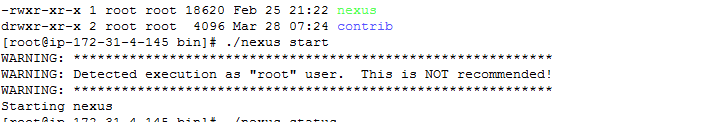 -rwxr-xr-x 1 root root 18620 Feb 25 21:22 nexus
drwxr-xr-x 2 root root  4096 Mar 28 07:24 contrib
[root@ip-172-31-4-145 bin]# ./nexus start
WARNING: ************************************************************
WARNING: Detected execution as "root" user.  This is NOT recommended!
WARNING: ************************************************************
Starting nexus
[root@ip-172-31-4-145 bin]# ./nexus status